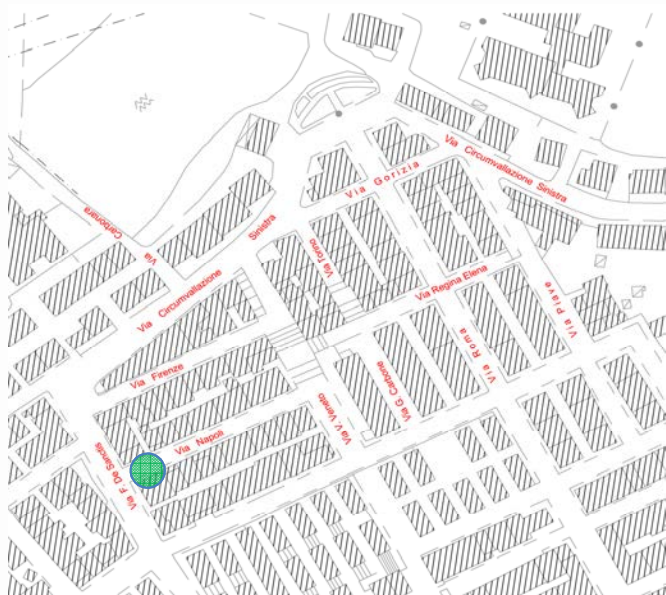 Via Circumvallazione Sinistra
Via Gorizia
Via Carbonara
Sinistra
Via Torino
Via Circumvallazione
Via Regina Elena
Via Piave
Via Firenze
Via Roma
Via G. Carbone
Via V. Veneto
Via Napoli
Via F. De Sanctis